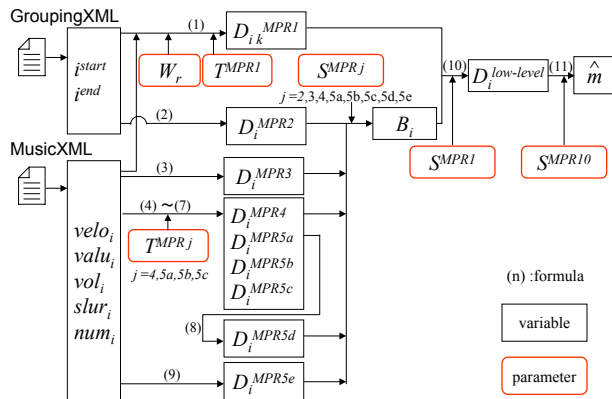 GroupingXML
i^start
i^end
(1)
W_r
T^MPR1
D_ik^MPR1
S^MPRj
j=2,3,4,5a,5b,5c,5d,5e
(2)
D_i^MPR2
B_i
(10)
D_i^low-level
(11)
m̂
S^MPR1
S^MPR10
MusicXML
velo_i
valu_i
vol_i
slur_i
num_i
(3)
D_i^MPR3
(4) ~(7)
T^MPRj
j=4,5a,5b,5c
D_i^MPR4
D_i^MPR5a
D_i^MPR5b
D_i^MPR5c
(8)
D_i^MPR5d
(9)
D_i^MPR5e
(n) :formula
variable
parameter